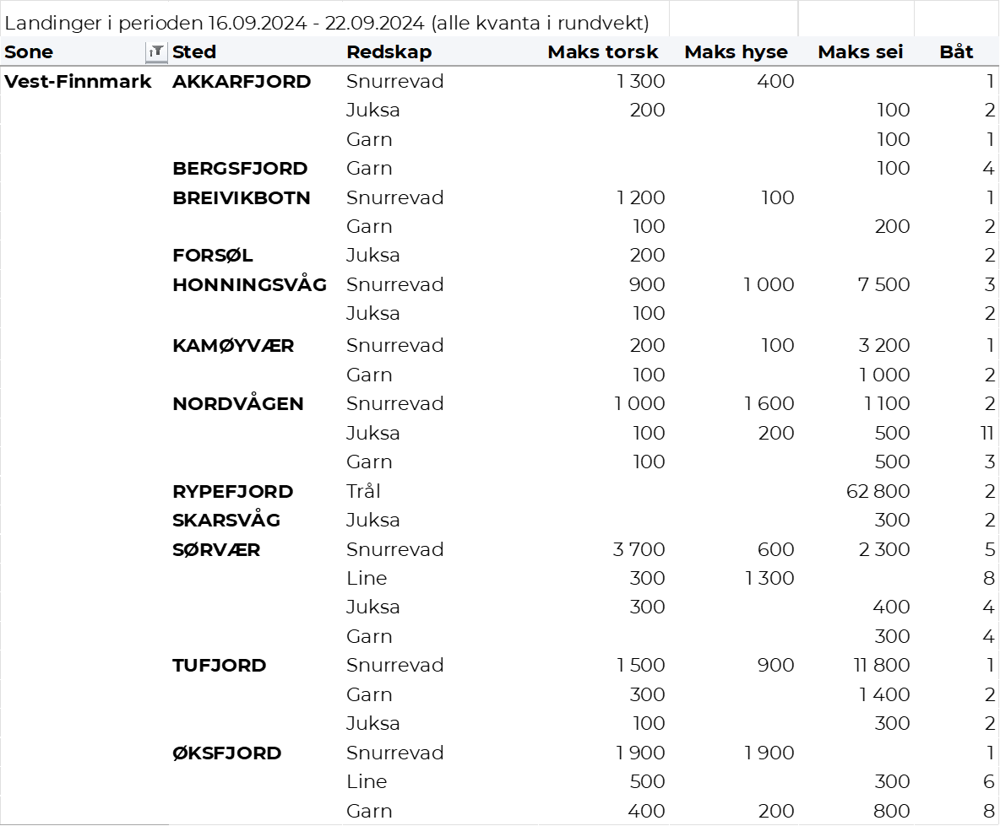 Landinger i perioden 16.09.2024 - 22.09.2024 (alle kvanta i rundvekt)
Sone Sted Redskap Maks torsk Maks hyse Maks sei Båt
Vest-Finnmark AKKARFJORD Snurrevad 1 300 400 1
Juksa 200 100 2
Garn 100 1
BERGSFJORD Garn 100 4
BREIVIKBOTN Snurrevad 1 200 100 1
Garn 100 200 2
FORSØL Juksa 200 2
HONNINGSVÅG Snurrevad 900 1 000 7 500 3
Juksa 100 2
KAMØYVÆR Snurrevad 200 100 3 200 1
Garn 100 1 000 2
NORDVÅGEN Snurrevad 1 000 1 600 1 100 2
Juksa 100 200 500 11
Garn 100 500 3
RYPEFJORD Trål 62 800 2
SKARSVÅG Juksa 300 2
SØRVÆR Snurrevad 3 700 600 2 300 5
Line 300 1 300 8
Juksa 300 400 4
Garn 300 4
TUFJORD Snurrevad 1 500 900 11 800 1
Garn 300 1 400 2
Juksa 100 300 2
ØKSFJORD Snurrevad 1 900 1 900 1
Line 500 300 6
Garn 400 200 800 8